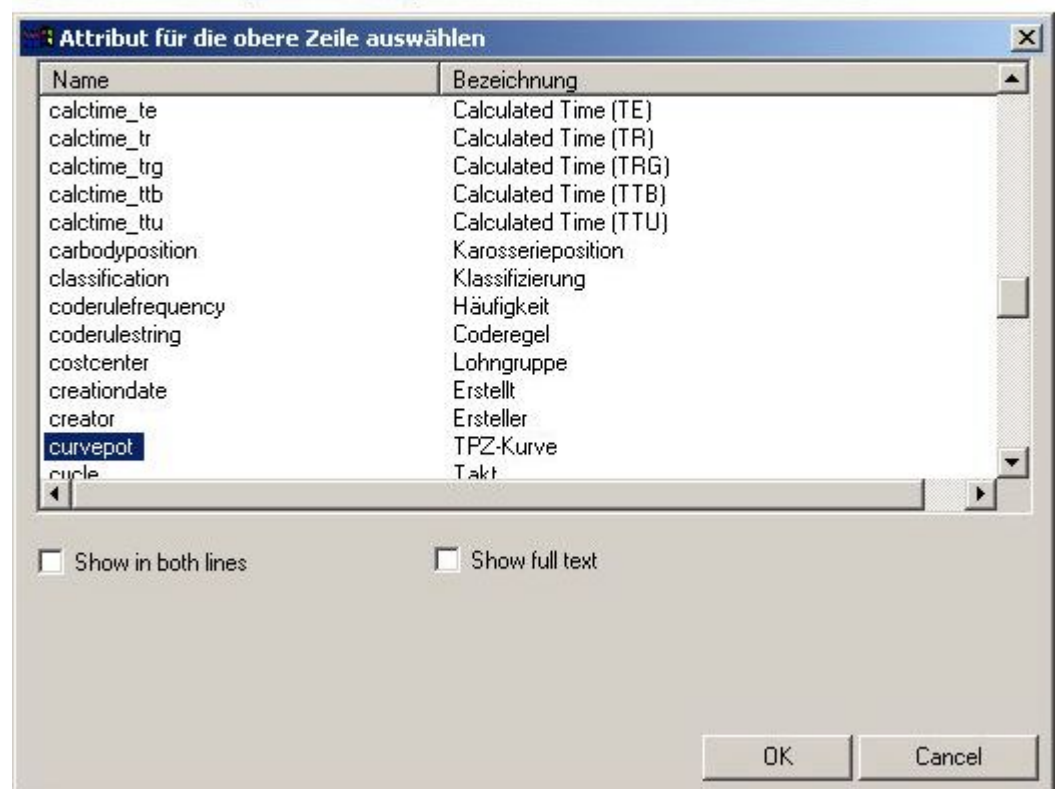 Attribut für die obere Zeile auswählen
Name Bezeichnung
calctime_te Calculated Time (TE)
calctime_tr Calculated Time (TR)
calctime_trg Calculated Time (TRG)
calctime_ttb Calculated Time (TTB)
calctime_ttu Calculated Time (TTU)
carbodyposition Karosserieposition
classification Klassifizierung
coderulefrequency Häufigkeit
coderulestring Coderegel
costcenter Lohngruppe
creationdate Erstellt
creator Ersteller
curvepot TPZ-Kurve
cycle Takt
Show in both lines Show full text
OK Cancel